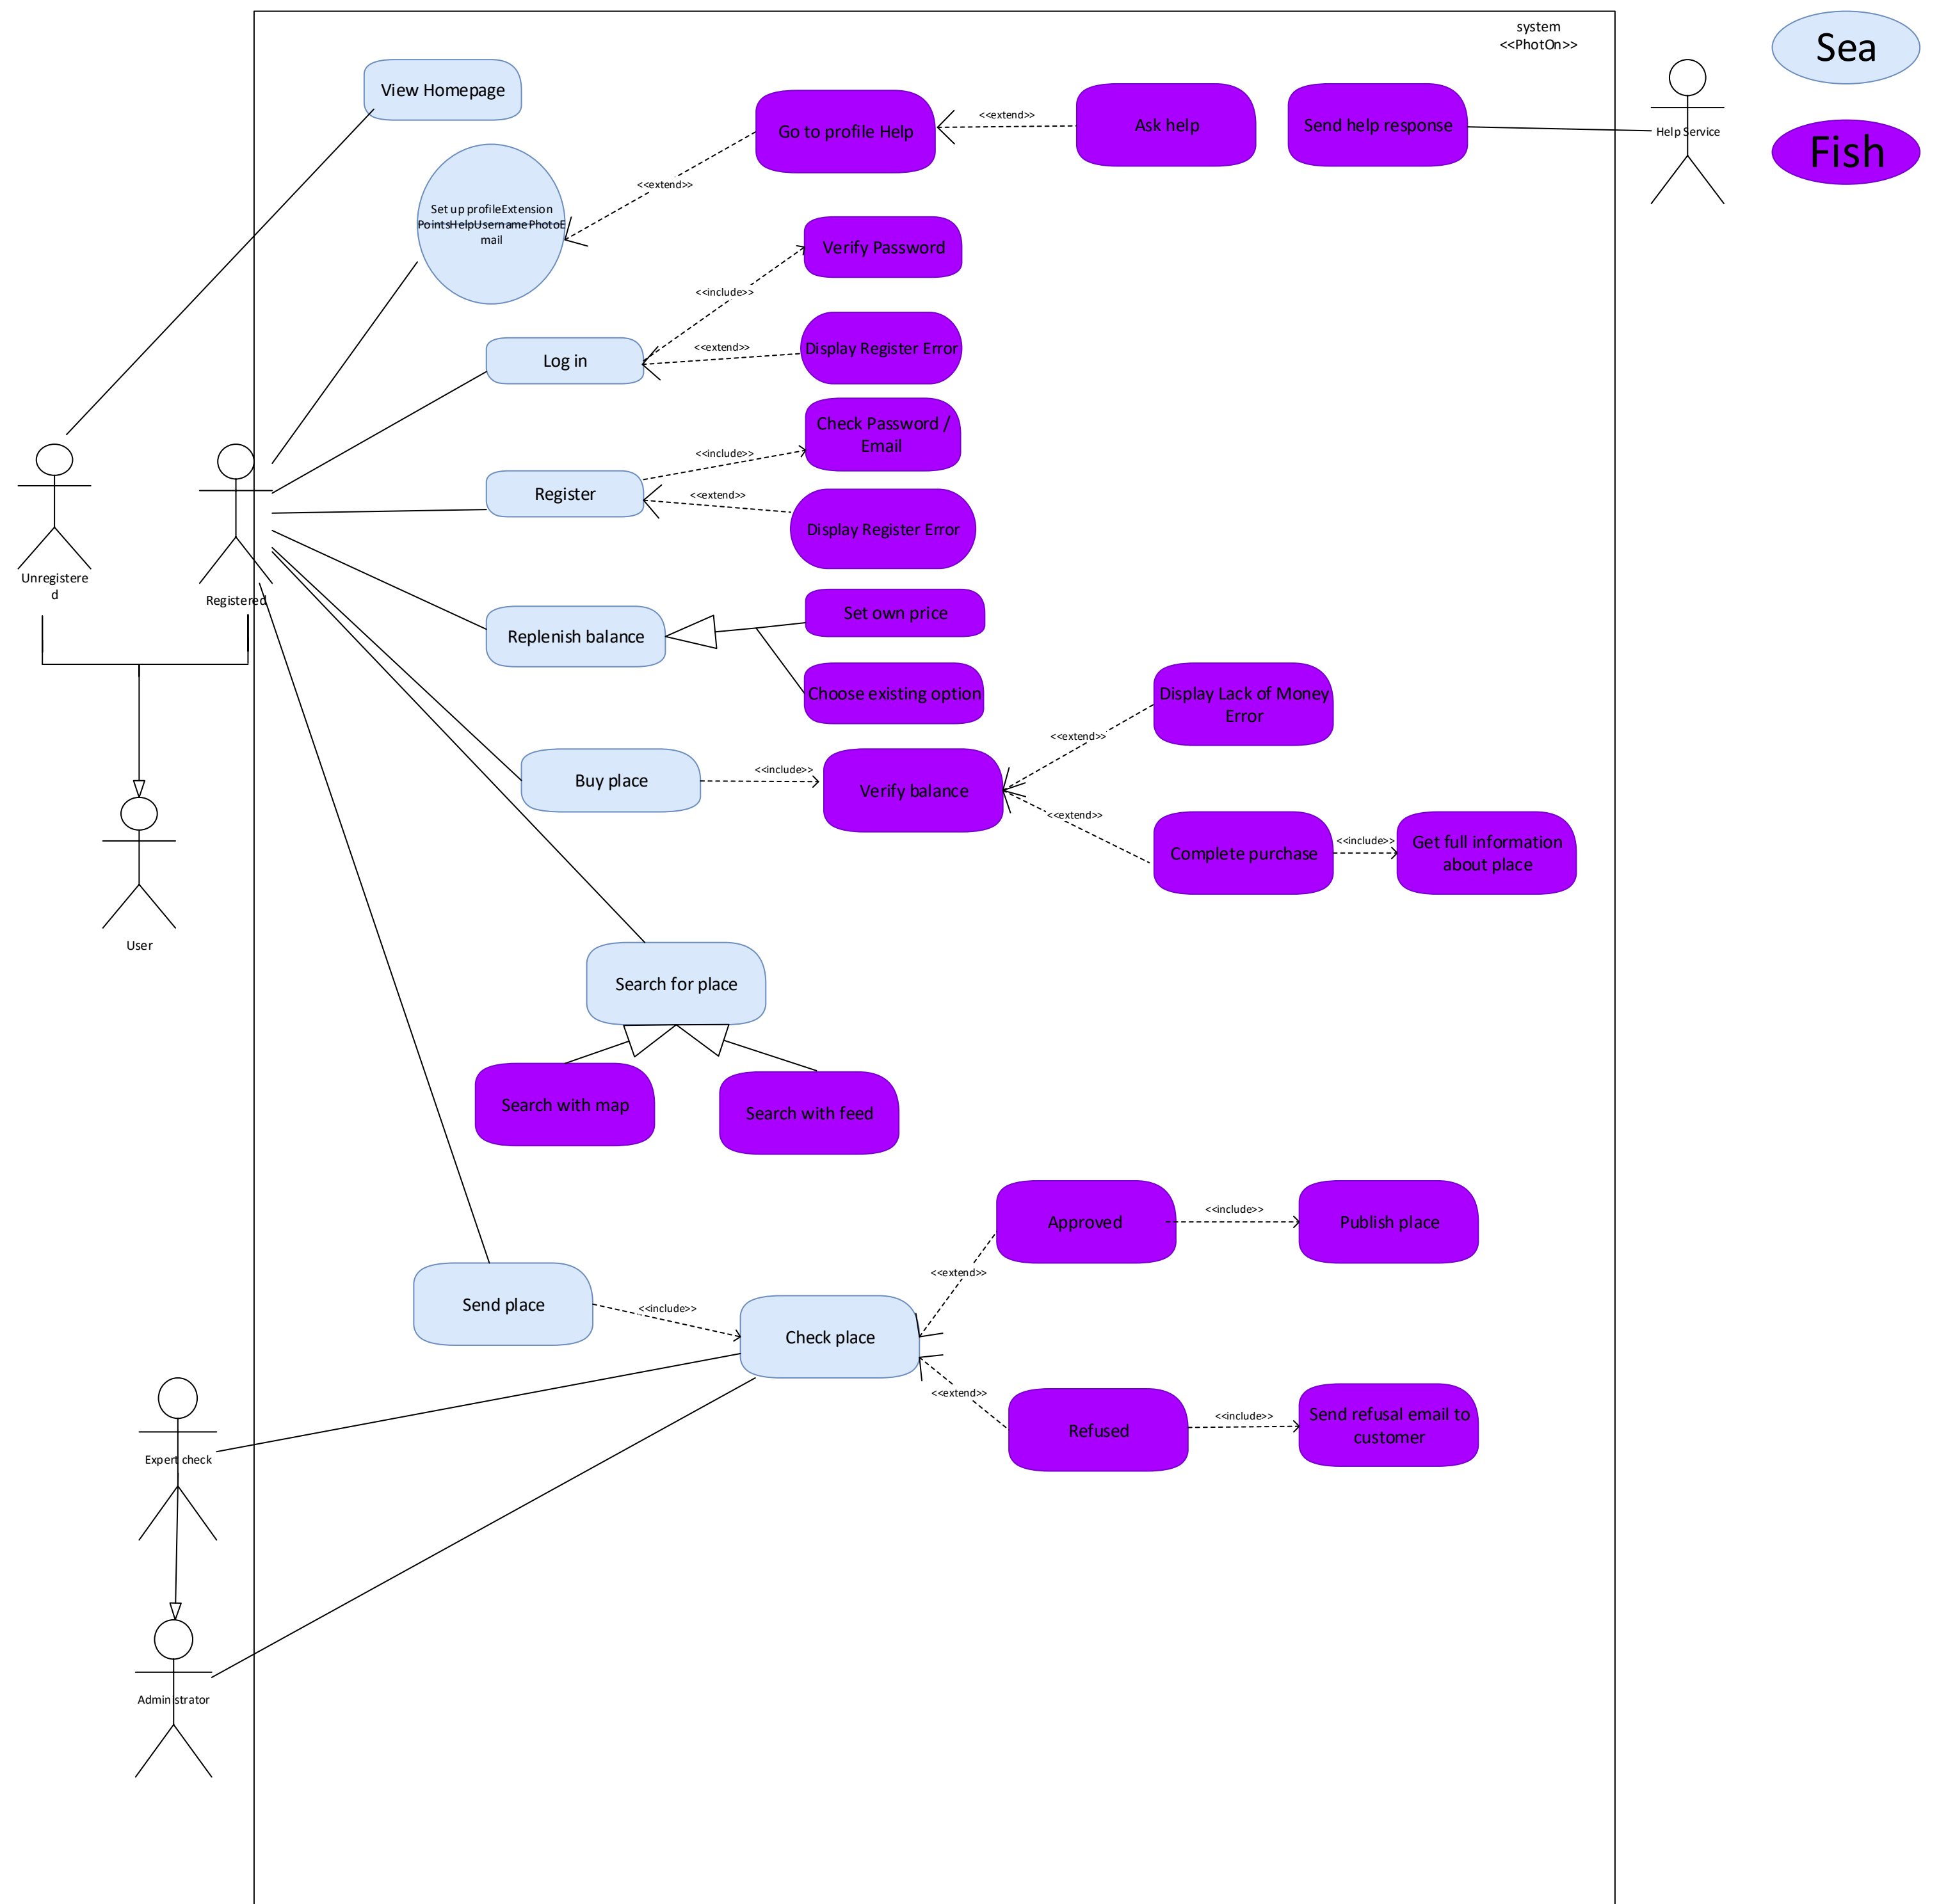 system
<<PhotOn>>
Sea
View Homepage
Go to profile Help
<<extend>>
Ask help
Send help response
Help Service
Fish
<<extend>>
Set up profileExtension
PointsHelpUsernamePhotoE
mail
Verify Password
<<include>>
Log in
<<extend>>
Display Register Error
Check Password /
Email
<<include>>
Register
<<extend>>
Display Register Error
Unregistere
d
Registered
Replenish balance
Set own price
Choose existing option
Display Lack of Money
Error
<<extend>>
Buy place
<<include>>
Verify balance
<<extend>>
Complete purchase
<<include>>
Get full information
about place
User
Search for place
Search with map
Search with feed
Approved
<<include>>
Publish place
<<extend>>
Send place
<<include>>
Check place
<<extend>>
Refused
<<include>>
Send refusal email to
customer
Expert check
Administrator